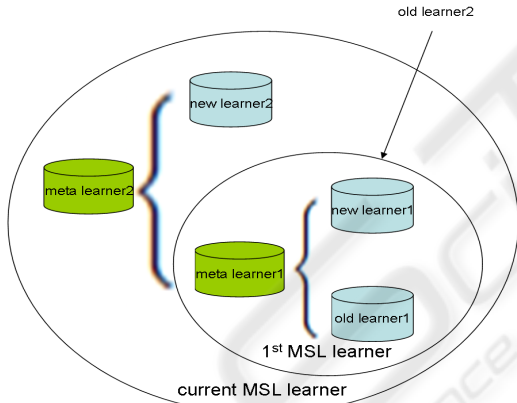 old learner2
new learner2
meta learner2
new learner1
meta learner1
old learner1
1st MSL learner
current MSL learner